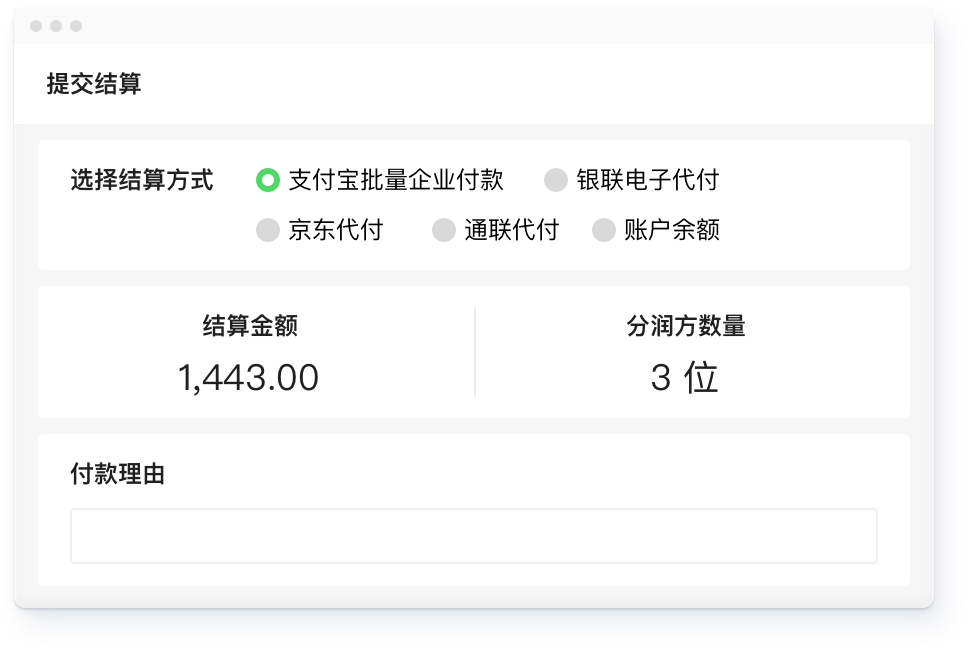 提交结算
选择结算方式 支付宝批量企业付款 银联电子代付
京东代付 通联代付 账户余额
结算金额 分润方数量
1,443.00 3 位
付款理由